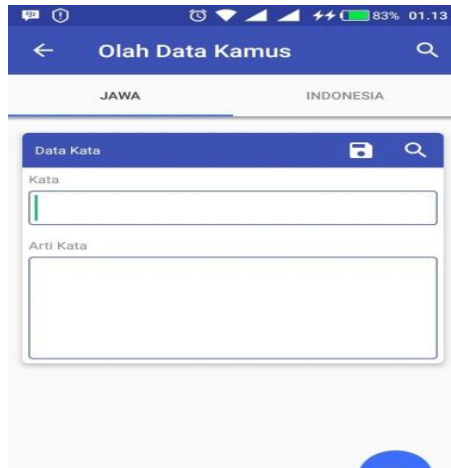 83% 01.13
Olah Data Kamus
JAWA INDONESIA
Data Kata
Kata
Arti Kata